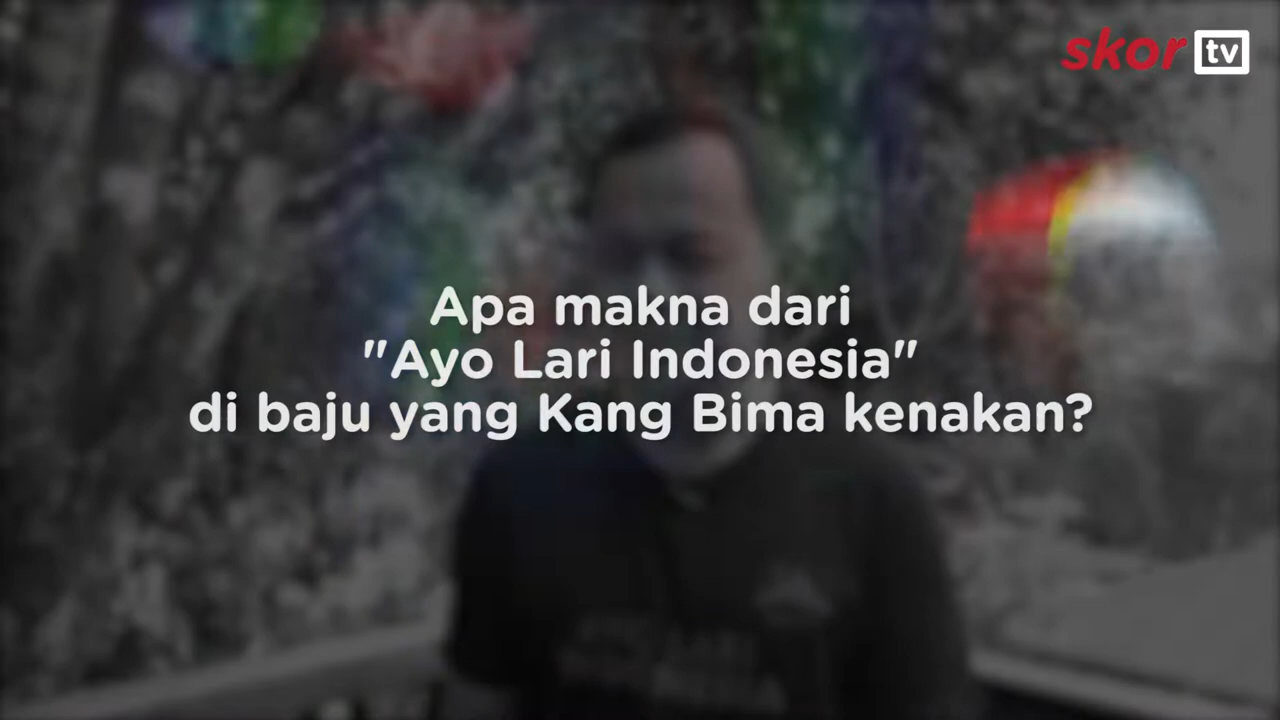 skor tv
Apa makna dari
"Ayo Lari Indonesia"
di baju yang Kang Bima kenakan?